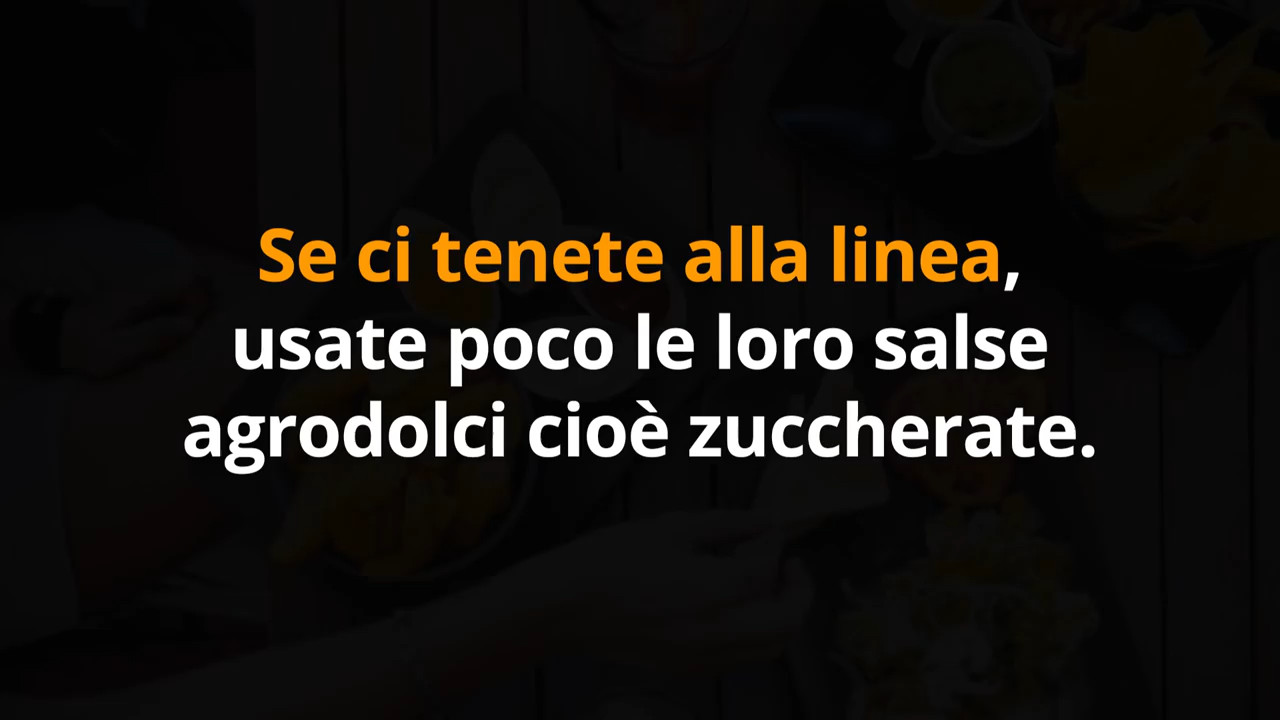 Se ci tenete alla linea,
usate poco le loro salse
agrodolci cioè zuccherate.